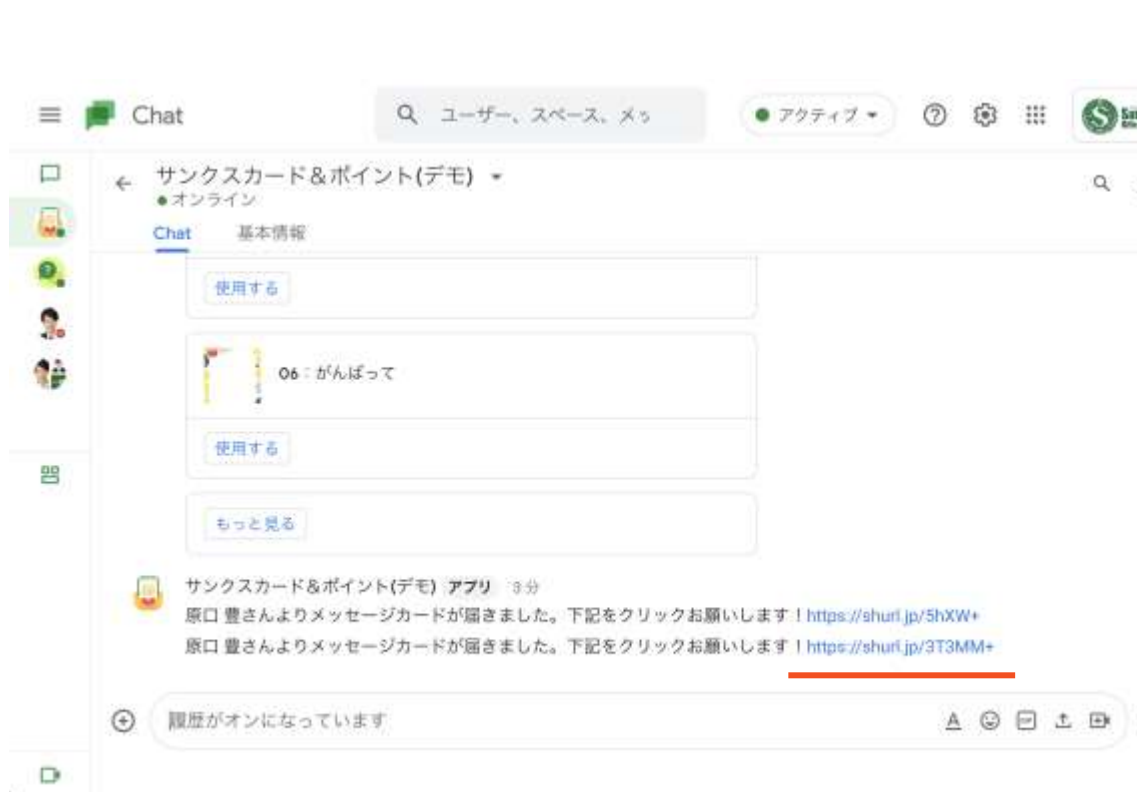 Chat
ユーザー、スペース、メッ
アクティブ
サンクスカード＆ポイント(デモ)
オンライン
Chat
基本情報
使用する
06：がんばって
使用する
もっと見る
サンクスカード＆ポイント(デモ) アプリ 3 分
原口 豊さんよりメッセージカードが届きました。下記をクリックお願いします！https://shurl.jp/5hXW+
原口 豊さんよりメッセージカードが届きました。下記をクリックお願いします！https://shurl.jp/3T3MM+
履歴がオンになっています